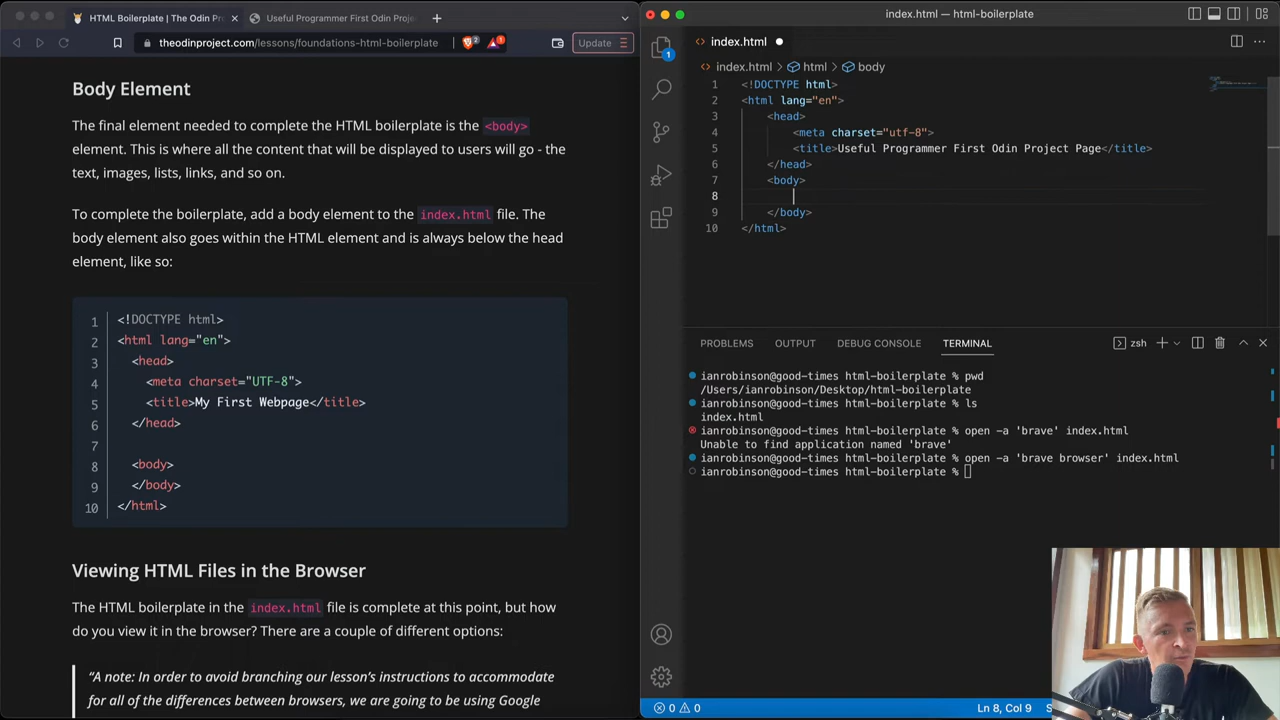 HTML Boilerplate | The Odin Pr
Useful Programmer First Odin Proje
theodinproject.com/lessons/foundations-html-boilerplate
2
1
Update
Body Element
The final element needed to complete the HTML boilerplate is the <body>
element. This is where all the content that will be displayed to users will go - the
text, images, lists, links, and so on.
To complete the boilerplate, add a body element to the index.html file. The
body element also goes within the HTML element and is always below the head
element, like so:
1 <!DOCTYPE html>
2 <html lang="en">
3 <head>
4 <meta charset="UTF-8">
5 <title>My First Webpage</title>
6 </head>
7
8 <body>
9 </body>
10 </html>
Viewing HTML Files in the Browser
The HTML boilerplate in the index.html file is complete at this point, but how
do you view it in the browser? There are a couple of different options:
“A note: In order to avoid branching our lesson’s instructions to accommodate
for all of the differences between browsers, we are going to be using Google
index.html — html-boilerplate
1
index.html
index.html > html > body
1 <!DOCTYPE html>
2 <html lang="en">
3 <head>
4 <meta charset="utf-8">
5 <title>Useful Programmer First Odin Project Page</title>
6 </head>
7 <body>
8
9 </body>
10 </html>
PROBLEMS OUTPUT DEBUG CONSOLE TERMINAL
zsh
ianrobinson@good-times html-boilerplate % pwd
/Users/ianrobinson/Desktop/html-boilerplate
ianrobinson@good-times html-boilerplate % ls
index.html
ianrobinson@good-times html-boilerplate % open -a 'brave' index.html
Unable to find application named 'brave'
ianrobinson@good-times html-boilerplate % open -a 'brave browser' index.html
ianrobinson@good-times html-boilerplate %
0 0
Ln 8, Col 9
S